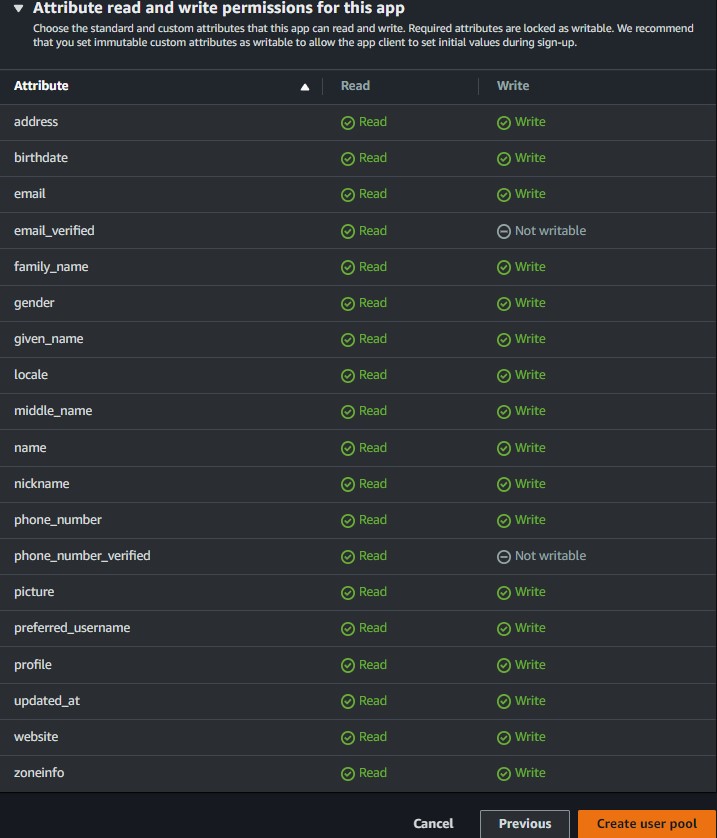 Attribute read and write permissions for this app
Choose the standard and custom attributes that this app can read and write. Required attributes are locked as writable. We recommend
that you set immutable custom attributes as writable to allow the app client to set initial values during sign-up.
Attribute Read Write
address Read Write
birthdate Read Write
email Read Write
email_verified Read Not writable
family_name Read Write
gender Read Write
given_name Read Write
locale Read Write
middle_name Read Write
name Read Write
nickname Read Write
phone_number Read Write
phone_number_verified Read Not writable
picture Read Write
preferred_username Read Write
profile Read Write
updated_at Read Write
website Read Write
zoneinfo Read Write
Cancel Previous Create user pool